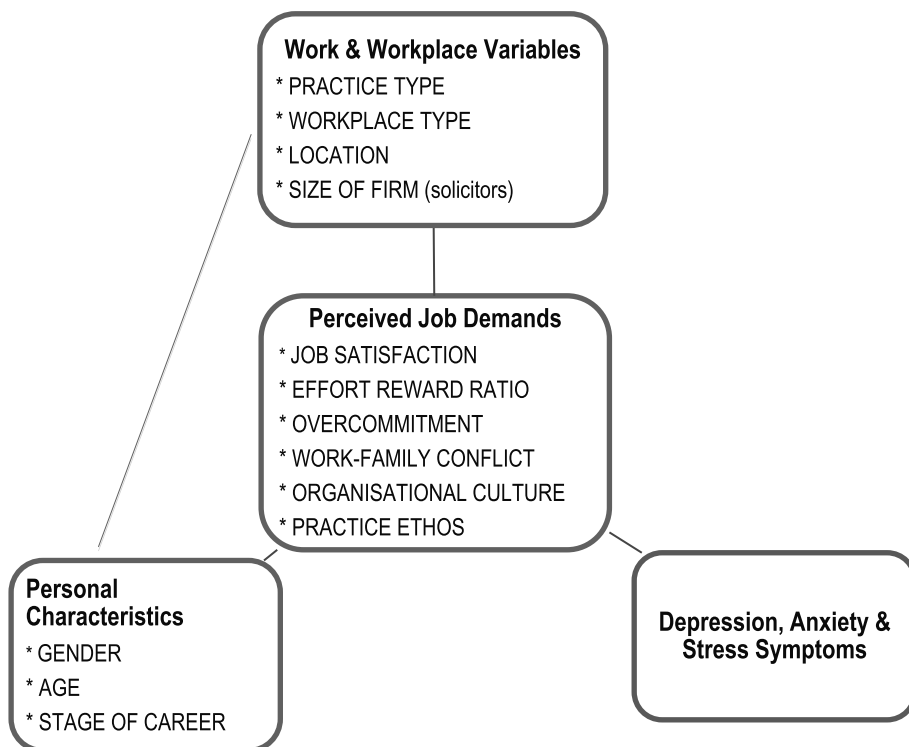 Work & Workplace Variables
* PRACTICE TYPE
* WORKPLACE TYPE
* LOCATION
* SIZE OF FIRM (solicitors)
Perceived Job Demands
* JOB SATISFACTION
* EFFORT REWARD RATIO
* OVERCOMMITMENT
* WORK-FAMILY CONFLICT
* ORGANISATIONAL CULTURE
* PRACTICE ETHOS
Personal
Characteristics
* GENDER
* AGE
* STAGE OF CAREER
Depression, Anxiety &
Stress Symptoms